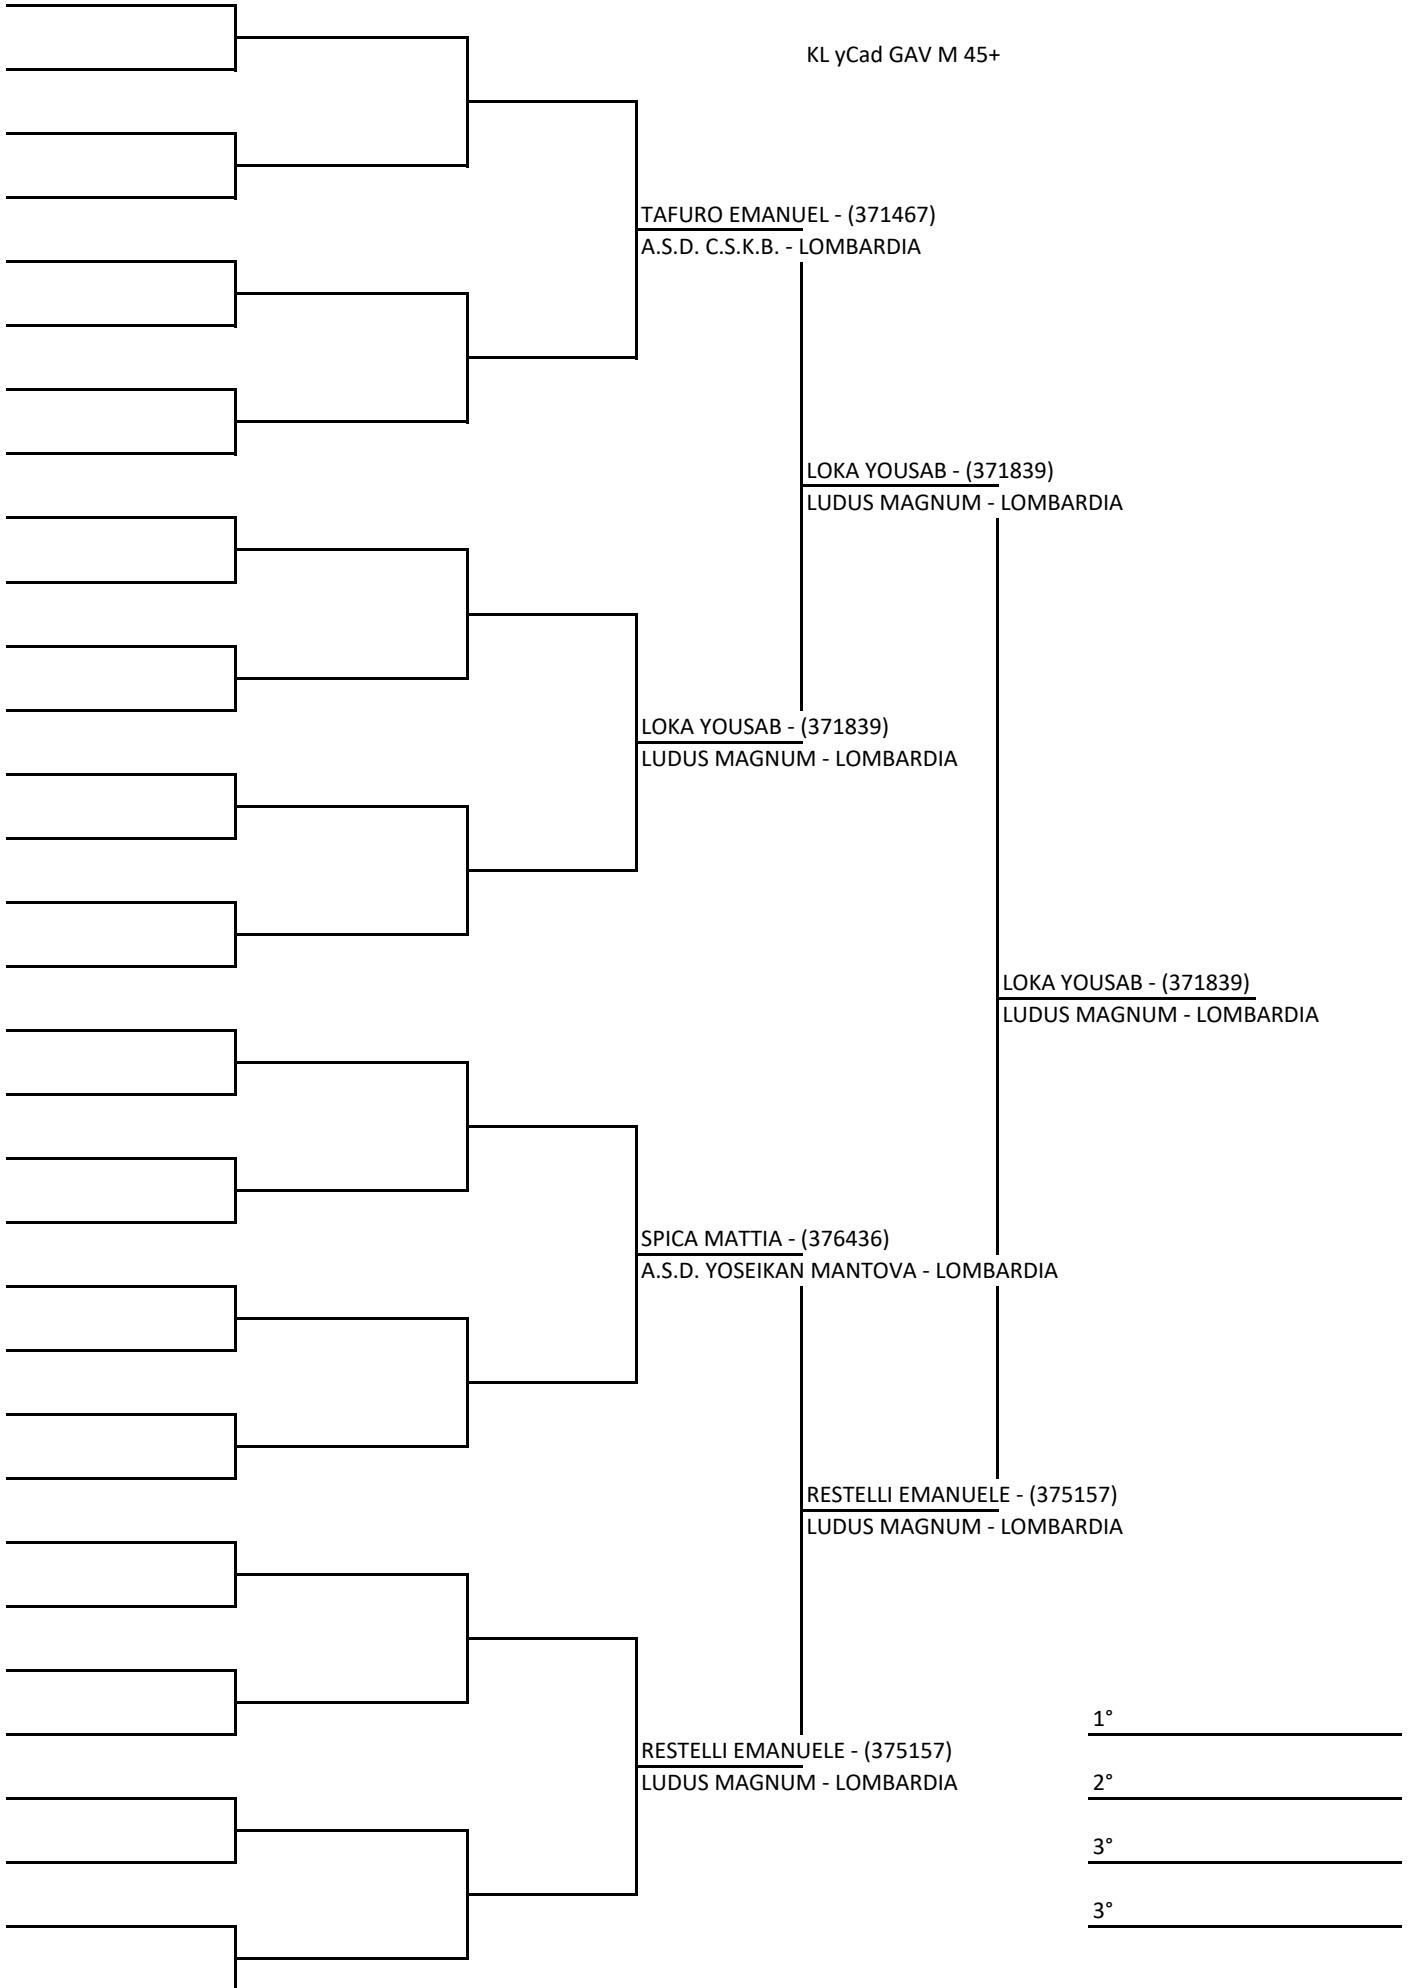 KL yCad GAV M 45+
TAFURO EMANUEL - (371467)
A.S.D. C.S.K.B. - LOMBARDIA
LOKA YOUSAB - (371839)
LUDUS MAGNUM - LOMBARDIA
LOKA YOUSAB - (371839)
LUDUS MAGNUM - LOMBARDIA
LOKA YOUSAB - (371839)
LUDUS MAGNUM - LOMBARDIA
SPICA MATTIA - (376436)
A.S.D. YOSEIKAN MANTOVA - LOMBARDIA
RESTELLI EMANUELE - (375157)
LUDUS MAGNUM - LOMBARDIA
1°
RESTELLI EMANUELE - (375157)
LUDUS MAGNUM - LOMBARDIA
2°
3°
3°